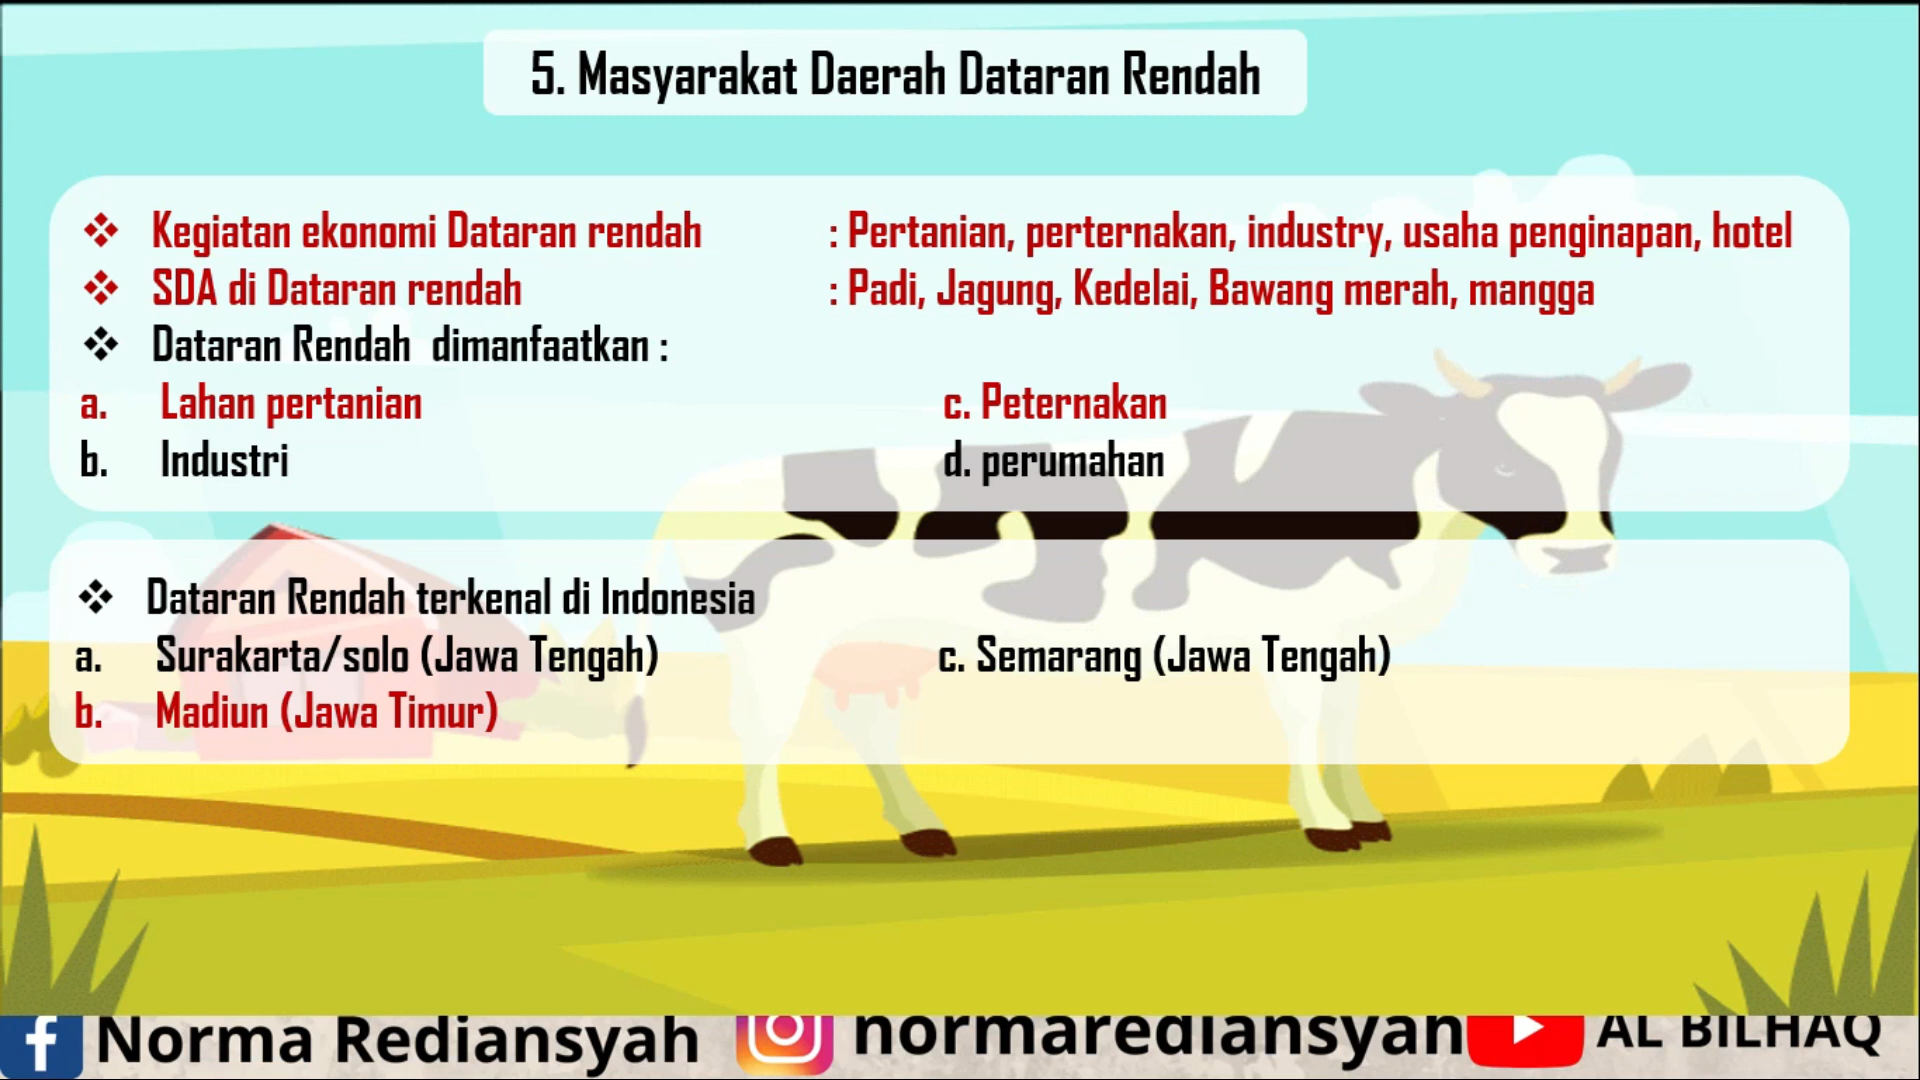 5. Masyarakat Daerah Dataran Rendah
❖ Kegiatan ekonomi Dataran rendah : Pertanian, perternakan, industry, usaha penginapan, hotel
❖ SDA di Dataran rendah : Padi, Jagung, Kedelai, Bawang merah, mangga
❖ Dataran Rendah dimanfaatkan :
a. Lahan pertanian c. Peternakan
b. Industri d. perumahan
❖ Dataran Rendah terkenal di Indonesia
a. Surakarta/solo (Jawa Tengah) c. Semarang (Jawa Tengah)
b. Madiun (Jawa Timur)
Norma Rediansyah normarediansyah AL BILHAQ